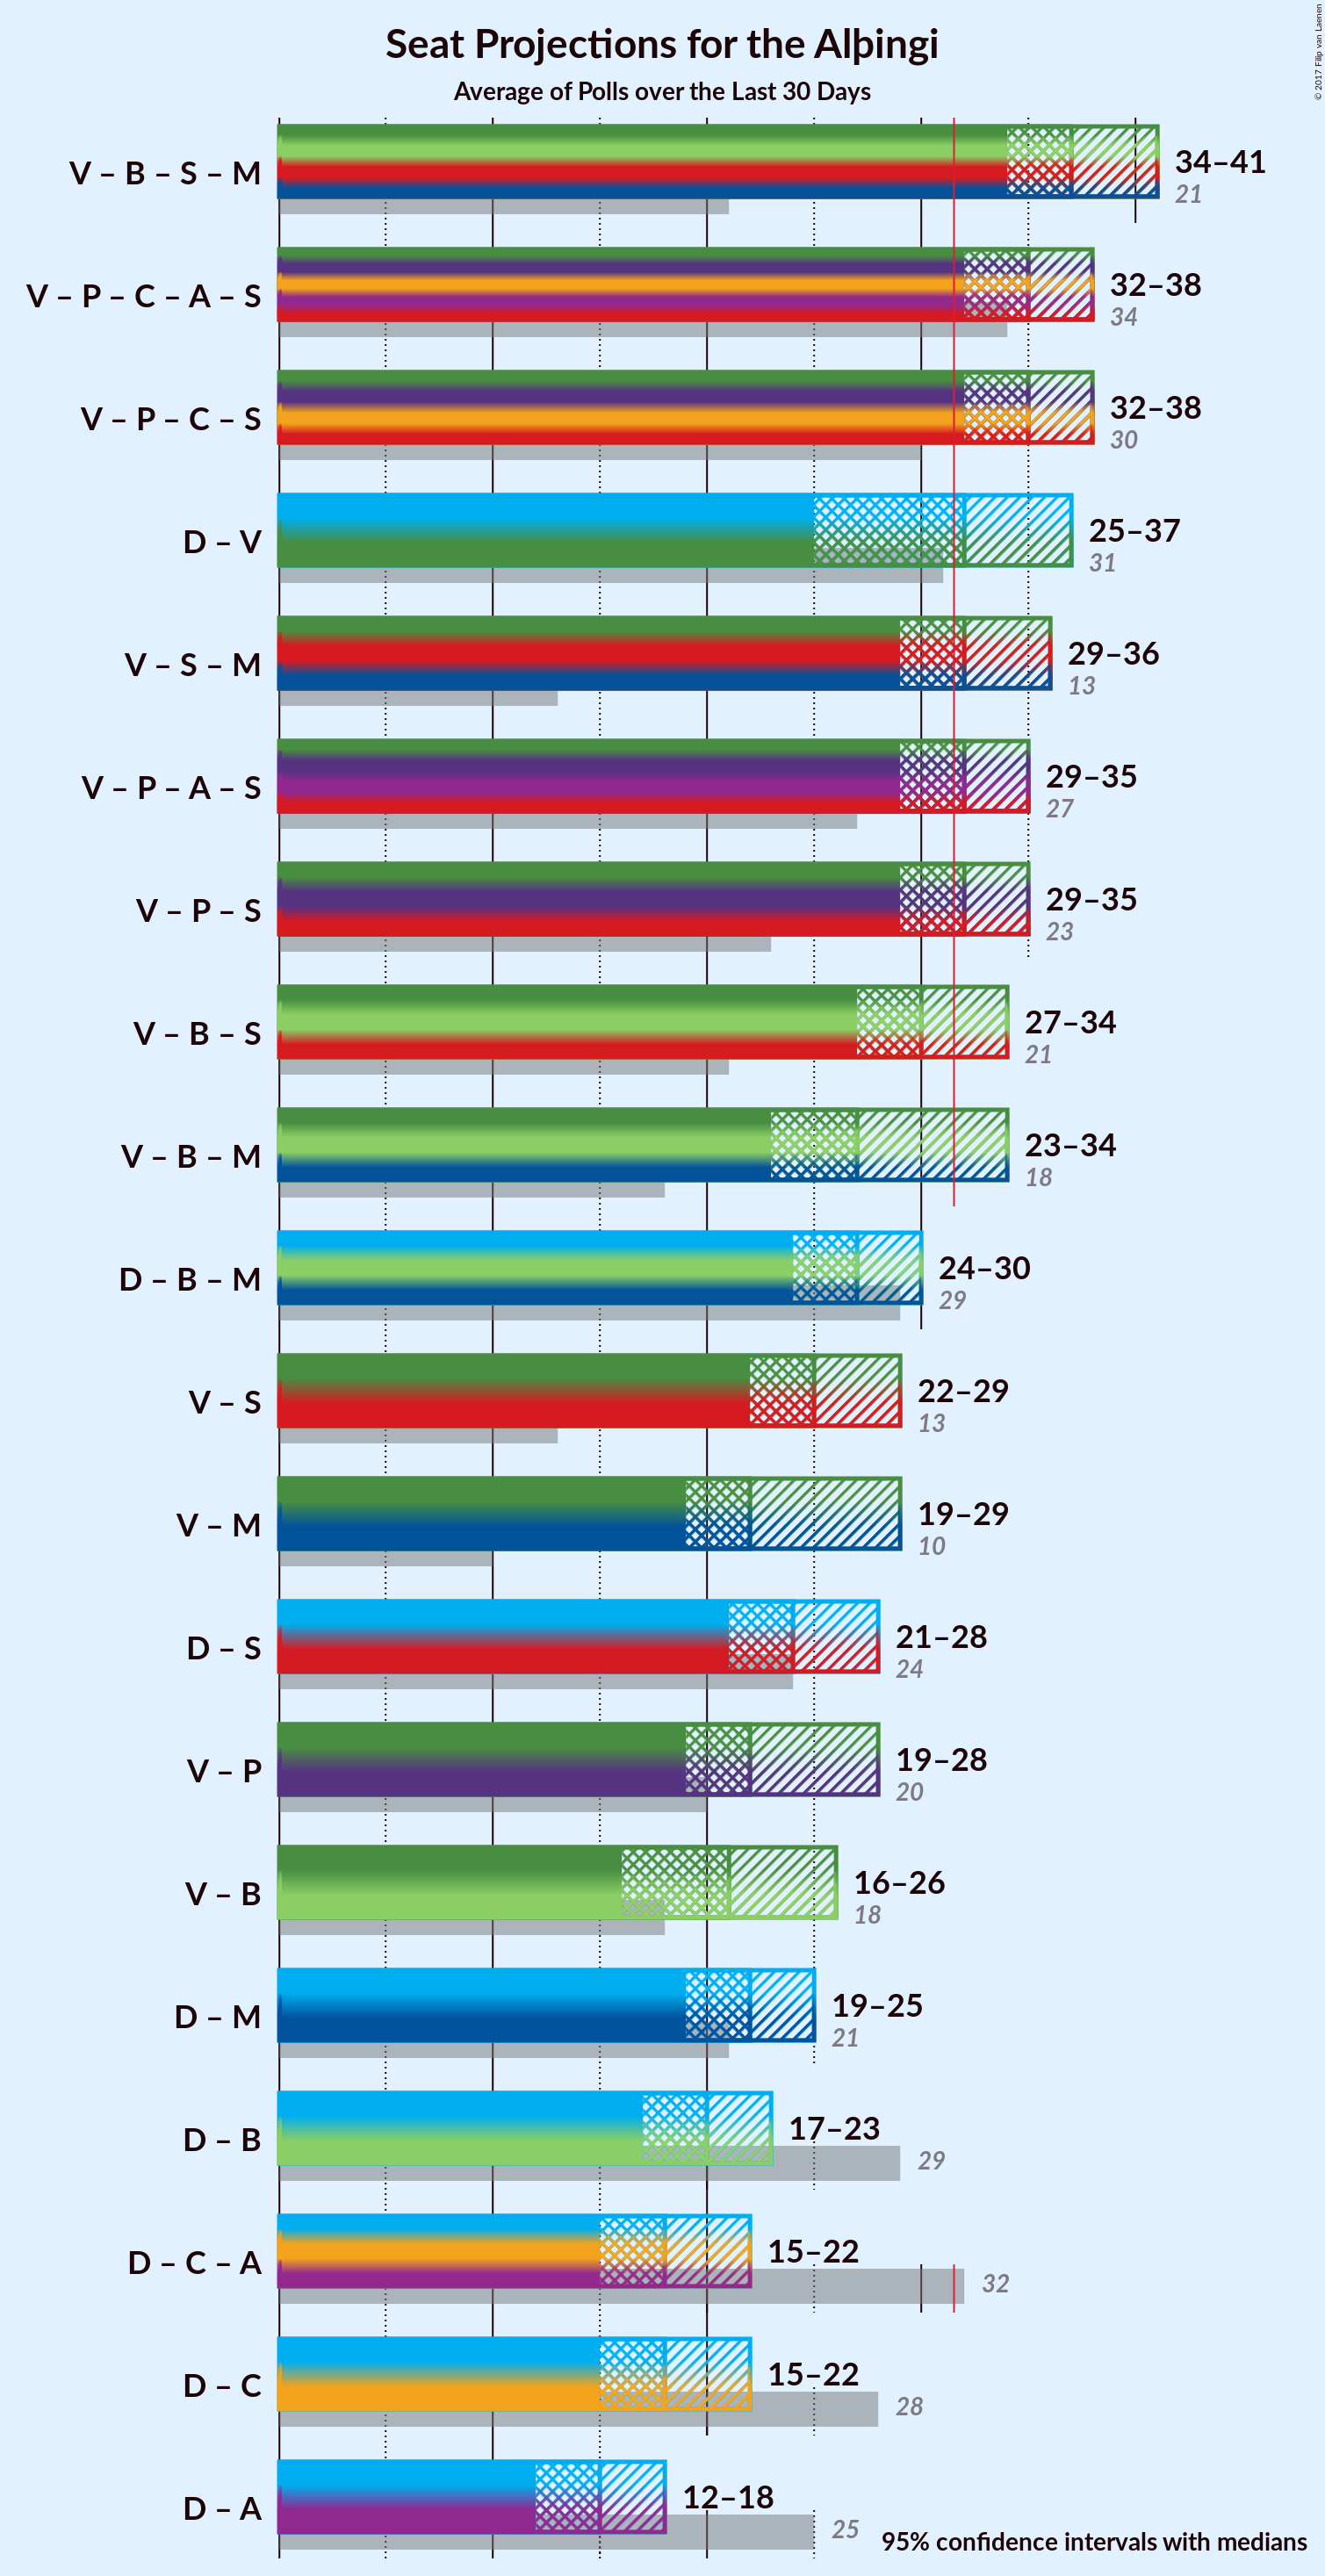 © 2017 Filip van Laenen
Seat Projections for the Alþingi
Average of Polls over the Last 30 Days
V – B – S – M 34–41
21
V – P – C – A – S 32–38
34
V – P – C – S 32–38
30
D – V 25–37
31
V – S – M 29–36
13
V – P – A – S 29–35
27
V – P – S 29–35
23
V – B – S 27–34
21
V – B – M 23–34
18
D – B – M 24–30
29
V – S 22–29
13
V – M 19–29
10
D – S 21–28
24
V – P 19–28
20
V – B 16–26
18
D – M 19–25
21
D – B 17–23
29
D – C – A 15–22
32
D – C 15–22
28
D – A 12–18
25
95% confidence intervals with medians